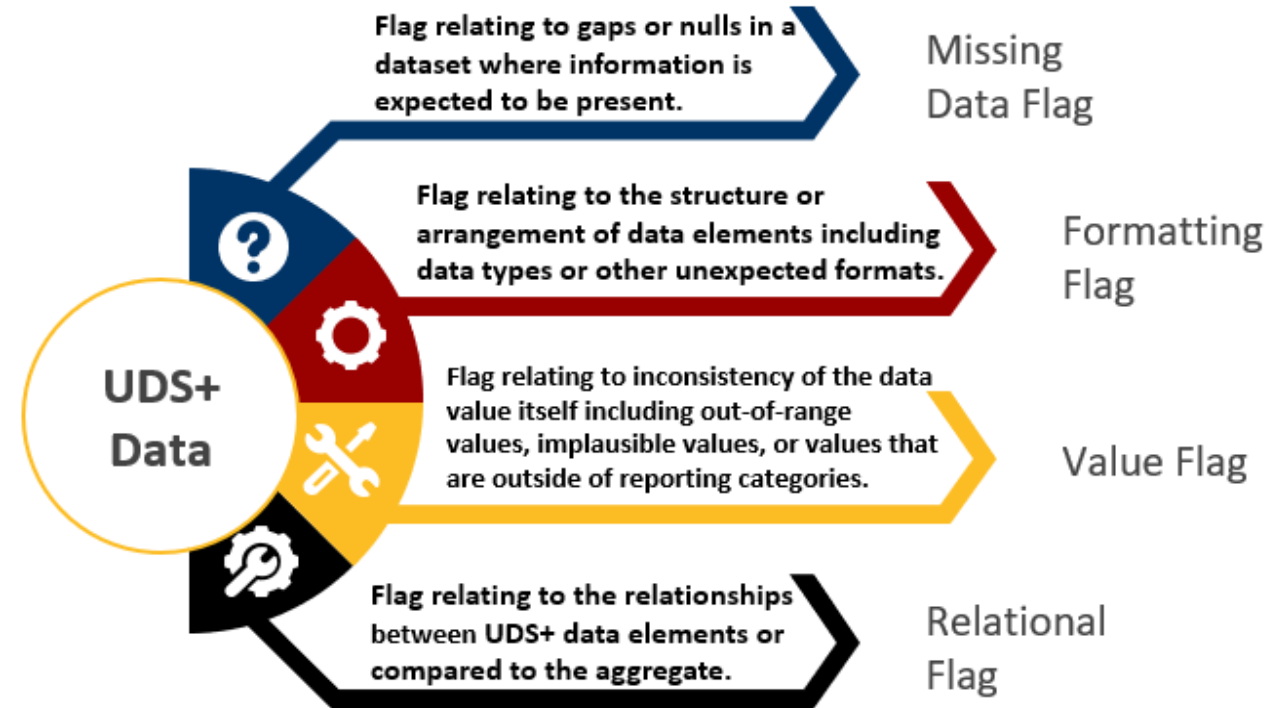 Flag relating to gaps or nulls in a
dataset where information is
expected to be present.
Missing
Data Flag
Flag relating to the structure or
arrangement of data elements including
data types or other unexpected formats.
Formatting
Flag
UDS+
Data
Flag relating to inconsistency of the data
value itself including out-of-range
values, implausible values, or values that
are outside of reporting categories.
Value Flag
Flag relating to the relationships
between UDS+ data elements or
compared to the aggregate.
Relational
Flag